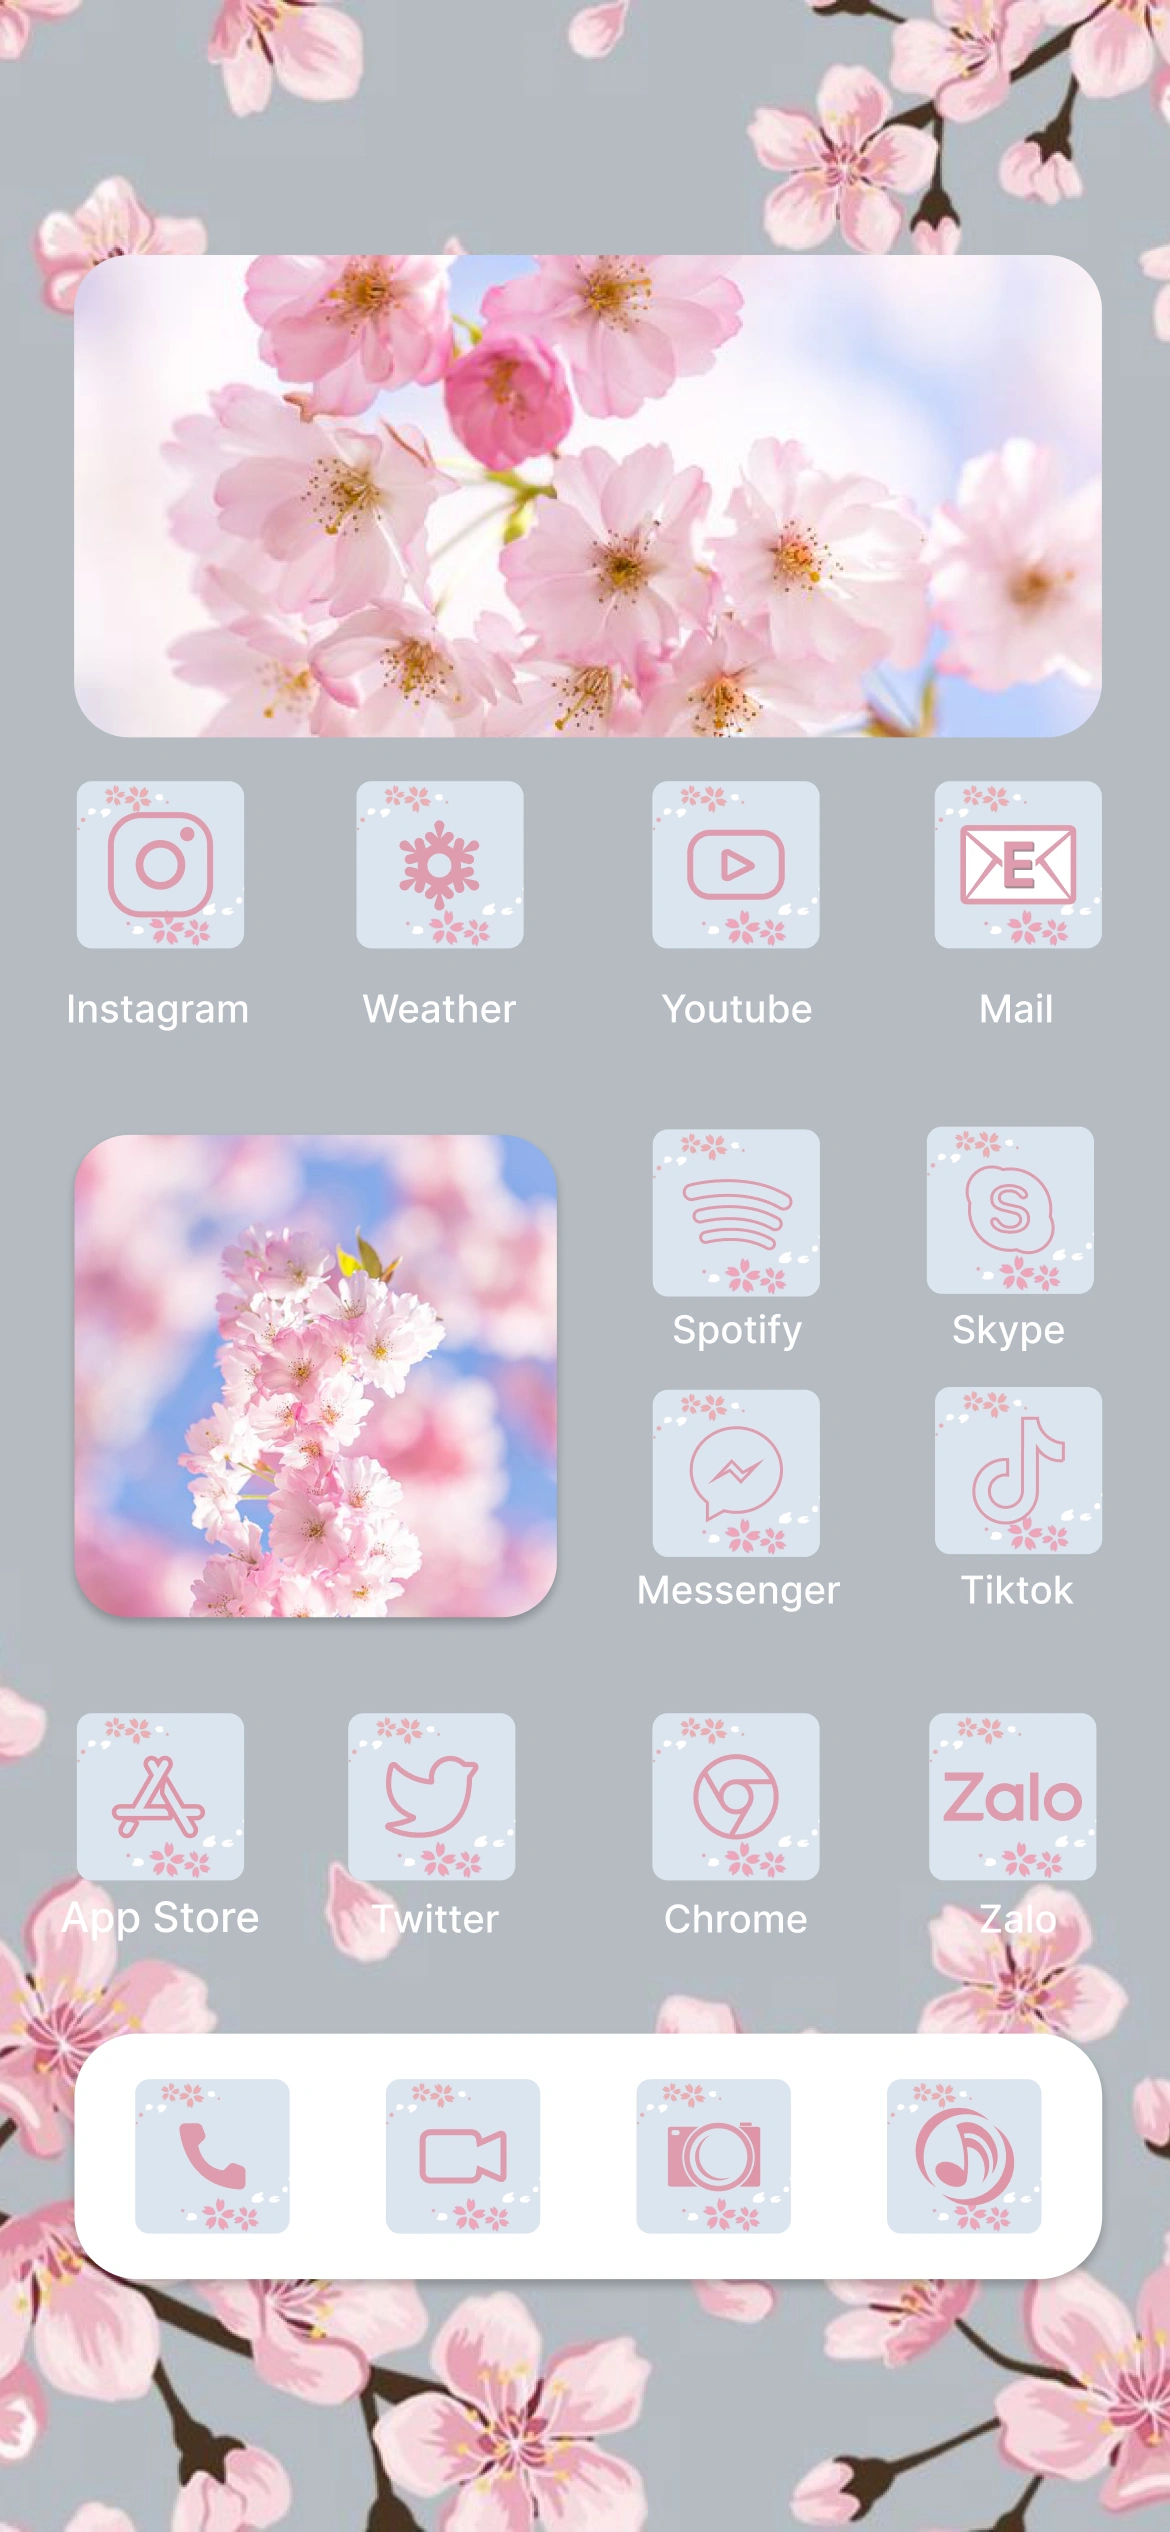 E
Instagram Weather Youtube Mail
S
Spotify Skype
Messenger Tiktok
Zalo
App Store Twitter Chrome Zalo